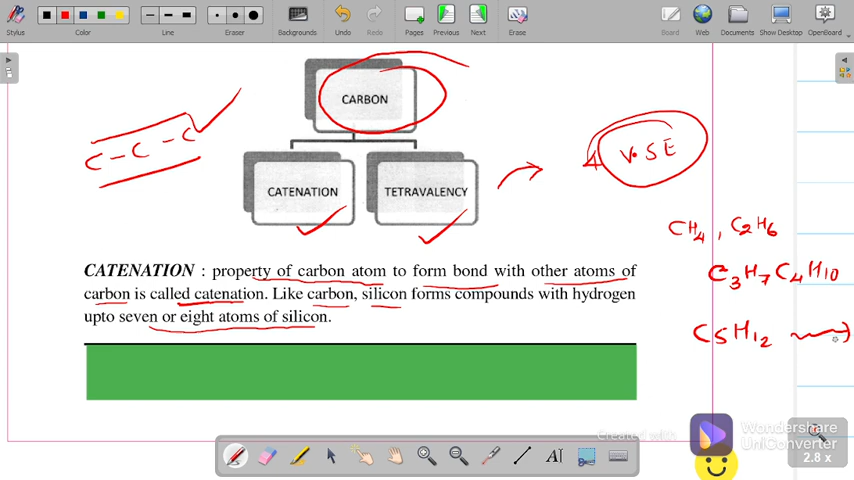 Stylus Color Line Eraser Backgrounds Undo Redo Pages Previous Next Erase Board Web Documents Show Desktop OpenBoard
CARBON
C - C - C
4 V.SE
CATENATION TETRAVALENCY
CH4, C2H6
CATENATION : property of carbon atom to form bond with other atoms of
C3H7 C4H10
carbon is called catenation. Like carbon, silicon forms compounds with hydrogen
upto seven or eight atoms of silicon.
C5H12
Created with
Wondershare
UniConverter
2.8 x